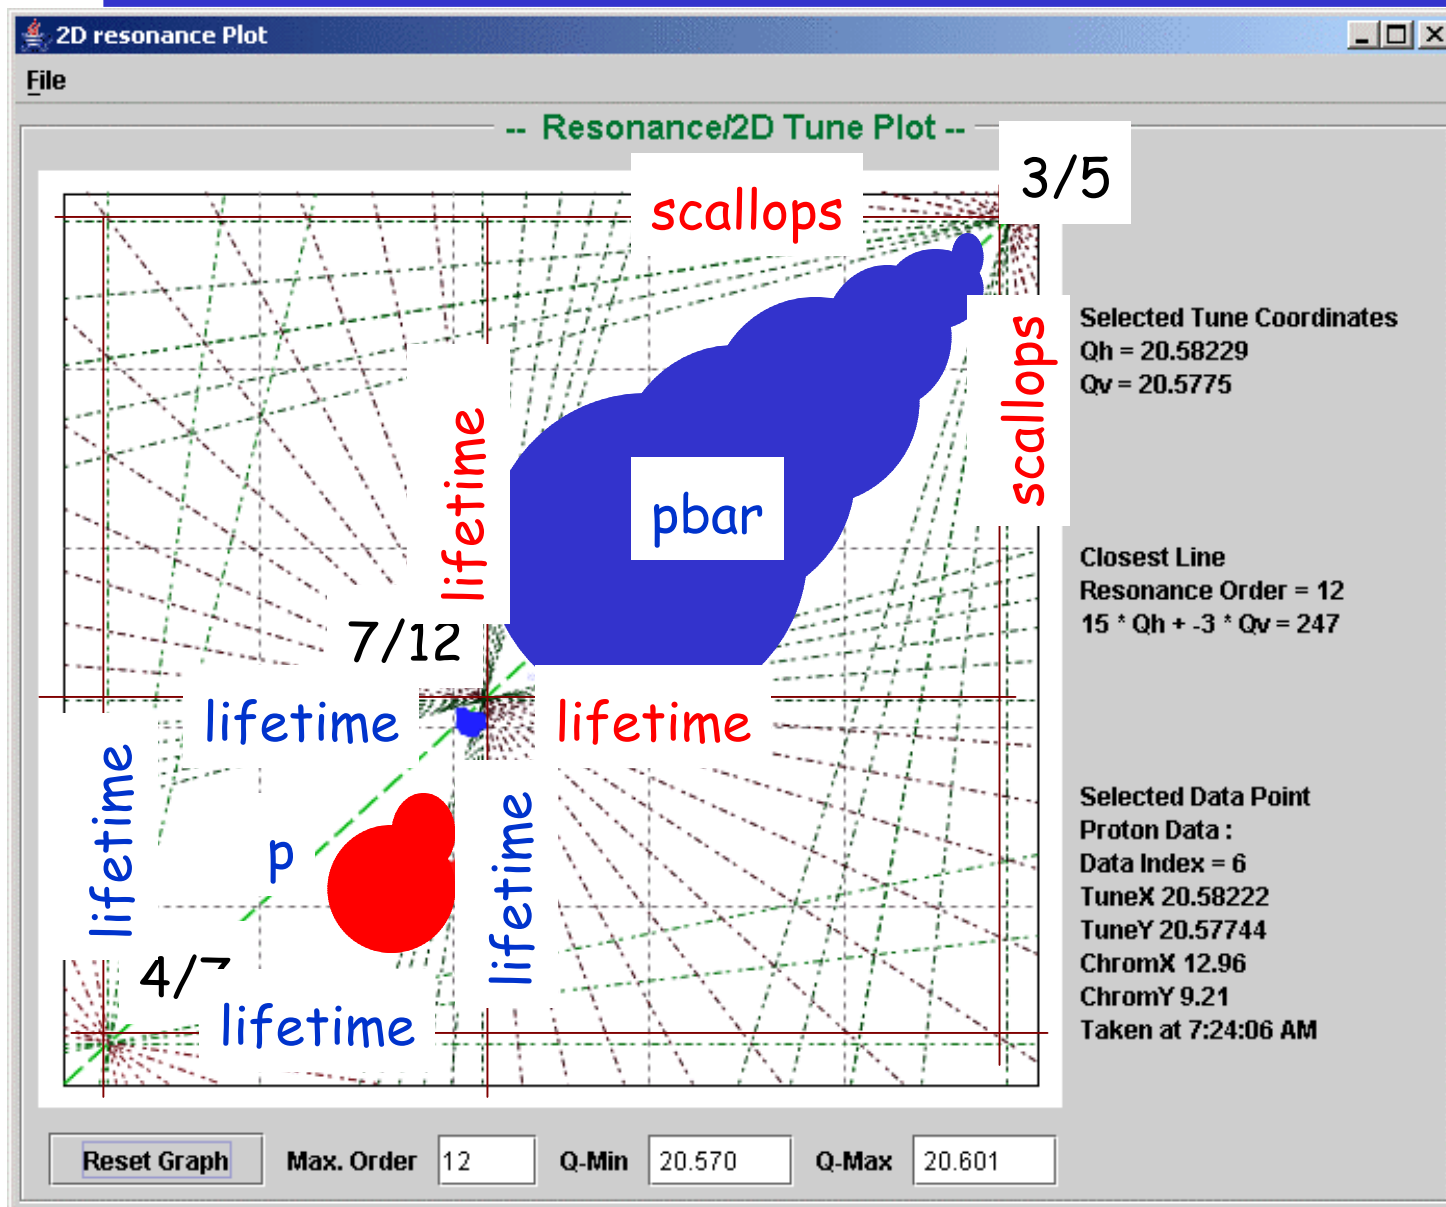 2D resonance Plot
File
-- Resonance/2D Tune Plot --
3/5
scallops
scallops
lifetime
pbar
7/12
lifetime
lifetime
lifetime
p
lifetime
4/7
lifetime
Selected Tune Coordinates
Qh = 20.58229
Qv = 20.5775
Closest Line
Resonance Order = 12
15 * Qh + -3 * Qv = 247
Selected Data Point
Proton Data :
Data Index = 6
TuneX 20.58222
TuneY 20.57744
ChromX 12.96
ChromY 9.21
Taken at 7:24:06 AM
Reset Graph Max. Order 12 Q-Min 20.570 Q-Max 20.601